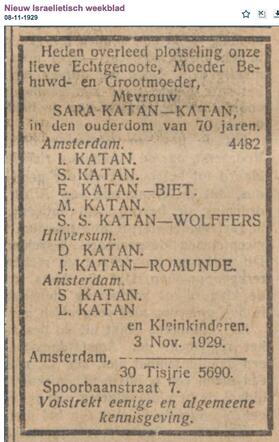 Nieuw Israelietisch weekblad
08-11-1929
Heden overleed plotseling onze
lieve Echtgenoote, Moeder Be-
huwd- en Grootmoeder,
Mevrouw
SARA KATAN—KATAN,
in den ouderdom van 70 jaren.
Amsterdam. 4482
I. KATAN.
S. KATAN.
E. KATAN—BIET.
M. KATAN.
S. S. KATAN—WOLFFERS
Hilversum.
D KATAN.
J. KATAN—ROMUNDE.
Amsterdam.
S KATAN.
L. KATAN
en Kleinkinderen.
3 Nov. 1929.
Amsterdam,
30 Tisjrie 5690.
Spoorbaanstraat 7.
Volstrekt eenige en algemeene
kennisgeving.